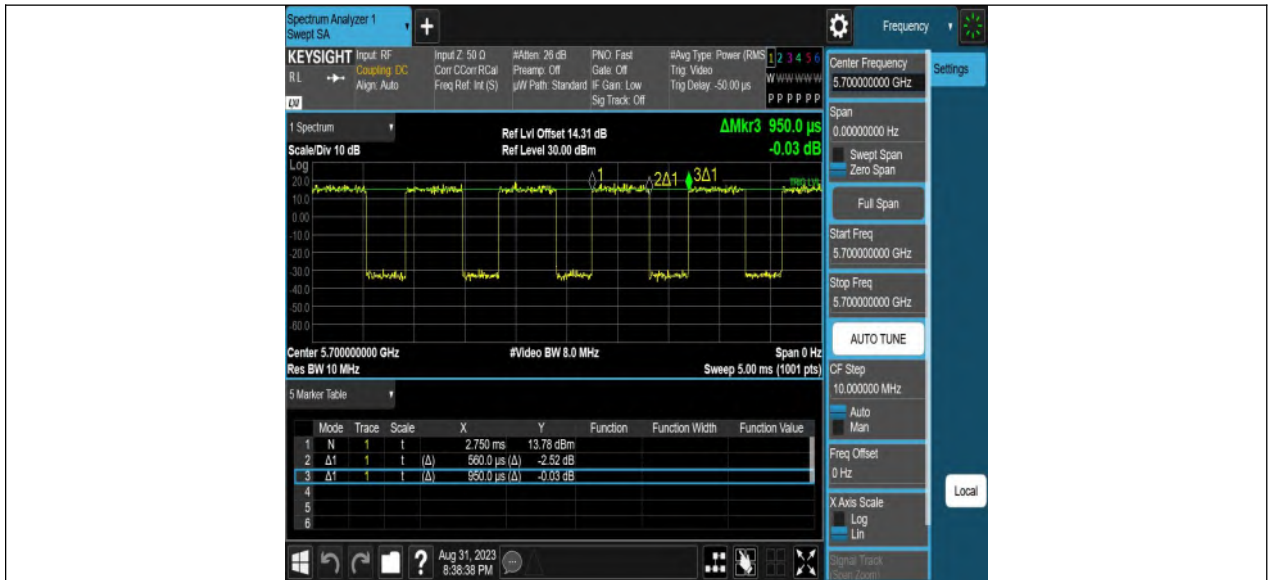 Spectrum Analyzer 1
Swept SA
+
Frequency
KEYSIGHT Input: RF Input Z: 50 Ω #Atten: 26 dB PNO: Fast #Avg Type: Power (RMS 1 2 3 4 5 6
RL Coupling: DC Corr CCorr RCal Preamp: Off Gate: Off Trig: Video W W W W W W
Align: Auto Freq Ref: Int (S) µW Path: Standard IF Gain: Low Trig Delay: -50.00 µs
LXI Sig Track: Off P P P P P P
1 Spectrum
Ref Lvl Offset 14.31 dB
ΔMkr3 950.0 µs
Scale/Div 10 dB
Ref Level 30.00 dBm
-0.03 dB
Log
1
2Δ1
3Δ1
20.0
10.0
0.00
-10.0
-20.0
-30.0
-40.0
-50.0
-60.0
Center 5.700000000 GHz #Video BW 8.0 MHz Span 0 Hz
Res BW 10 MHz Sweep 5.00 ms (1001 pts)
5 Marker Table
Mode Trace Scale X Y Function Function Width Function Value
1 N 1 t 2.750 ms 13.78 dBm
2 Δ1 1 t (Δ) 560.0 µs (Δ) -2.52 dB
3 Δ1 1 t (Δ) 950.0 µs (Δ) -0.03 dB
4
5
6
?
Aug 31, 2023
8:38:38 PM
Center Frequency
5.700000000 GHz
Settings
Span
0.00000000 Hz
Swept Span
Zero Span
Full Span
Start Freq
5.700000000 GHz
Stop Freq
5.700000000 GHz
AUTO TUNE
CF Step
10.000000 MHz
Auto
Man
Freq Offset
0 Hz
X Axis Scale
Log
Lin
Local
Signal Track
(Span Zoom)